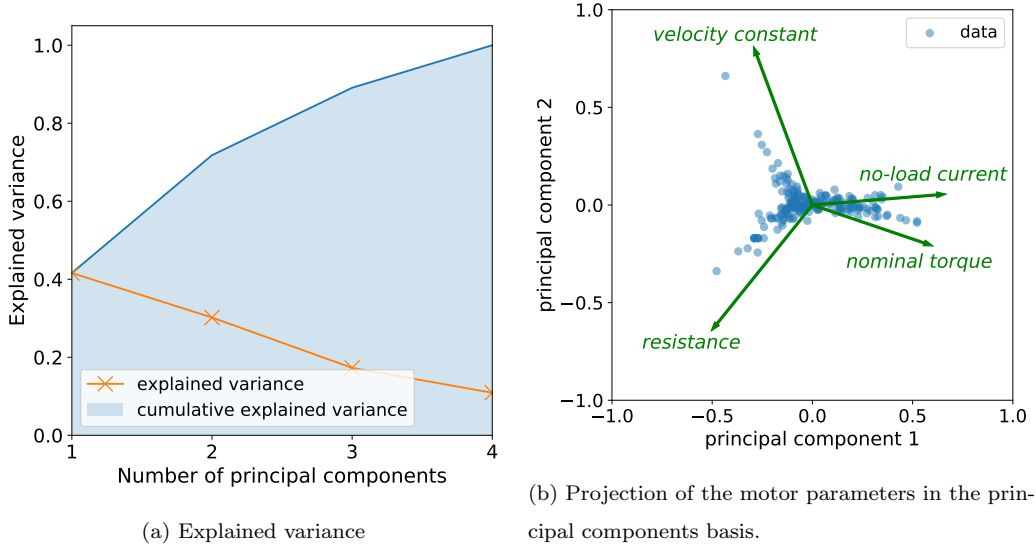 1.0
0.8
0.6
0.4
0.2
0.0
Explained variance
explained variance
cumulative explained variance
1
2
3
4
Number of principal components
(a) Explained variance
1.0
0.5
0.0
−0.5
−1.0
principal component 2
data
velocity constant
no-load current
nominal torque
resistance
−1.0
−0.5
0.0
0.5
1.0
principal component 1
(b) Projection of the motor parameters in the prin-
cipal components basis.